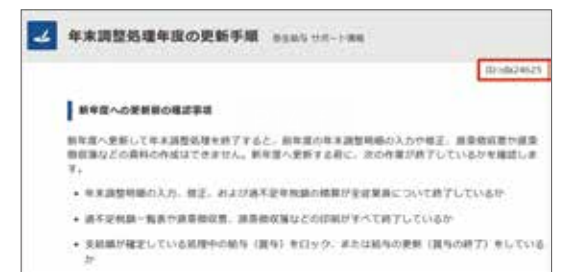 年末調整処理年度の更新手順 弥生給与 サポート情報
ID:ida24625
新年度への更新前の確認事項
新年度へ更新して年末調整処理を終了すると、前年度の年末調整明細の入力や修正、源泉徴収票や源泉
徴収簿などの資料の作成はできません。新年度へ更新する前に、次の作業が終了しているかを確認しま
す。
• 年末調整明細の入力、修正、および過不足年税額の精算が全従業員について終了しているか
• 過不足税額一覧表や源泉徴収票、源泉徴収簿などの印刷がすべて終了しているか
• 支給額が確定している処理中の給与（賞与）をロック、または給与の更新（賞与の終了）をしている
か